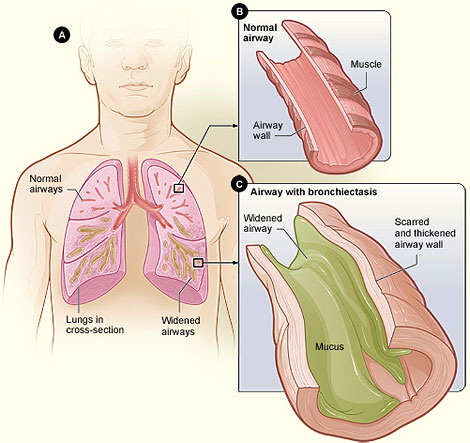 A
Normal
airways
Lungs in
cross-section
Widened
airways
B
Normal
airway
Muscle
Airway
wall
C
Airway with bronchiectasis
Widened
airway
Scarred
and thickened
airway wall
Mucus